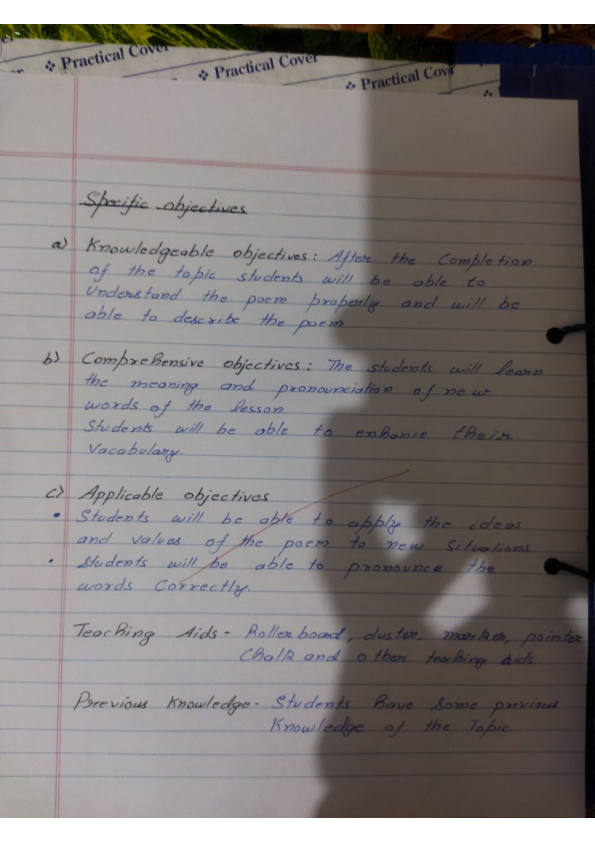 ❖ Practical Cover
❖ Practical Cover
❖ Practical Cove
Specific objectives
a) Knowledgeable objectives: After the Completion
of the topic students will be able to
Understand the poem properly and will be
able to describe the poem
b) Comprehensive objectives: The students will learn
the meaning and pronounciation of new
words of the lesson
Students will be able to enhance their
Vacabulary.
c) Applicable objectives
• Students will be able to apply the ideas
and values of the poem to new Situations
• Students will be able to pronounce the
words Correctly.
Teaching Aids - Roller board, duster, marker, pointer
Chalk and other teaching aids
Previous Knowledge - Students have some previous
Knowledge of the Topic.